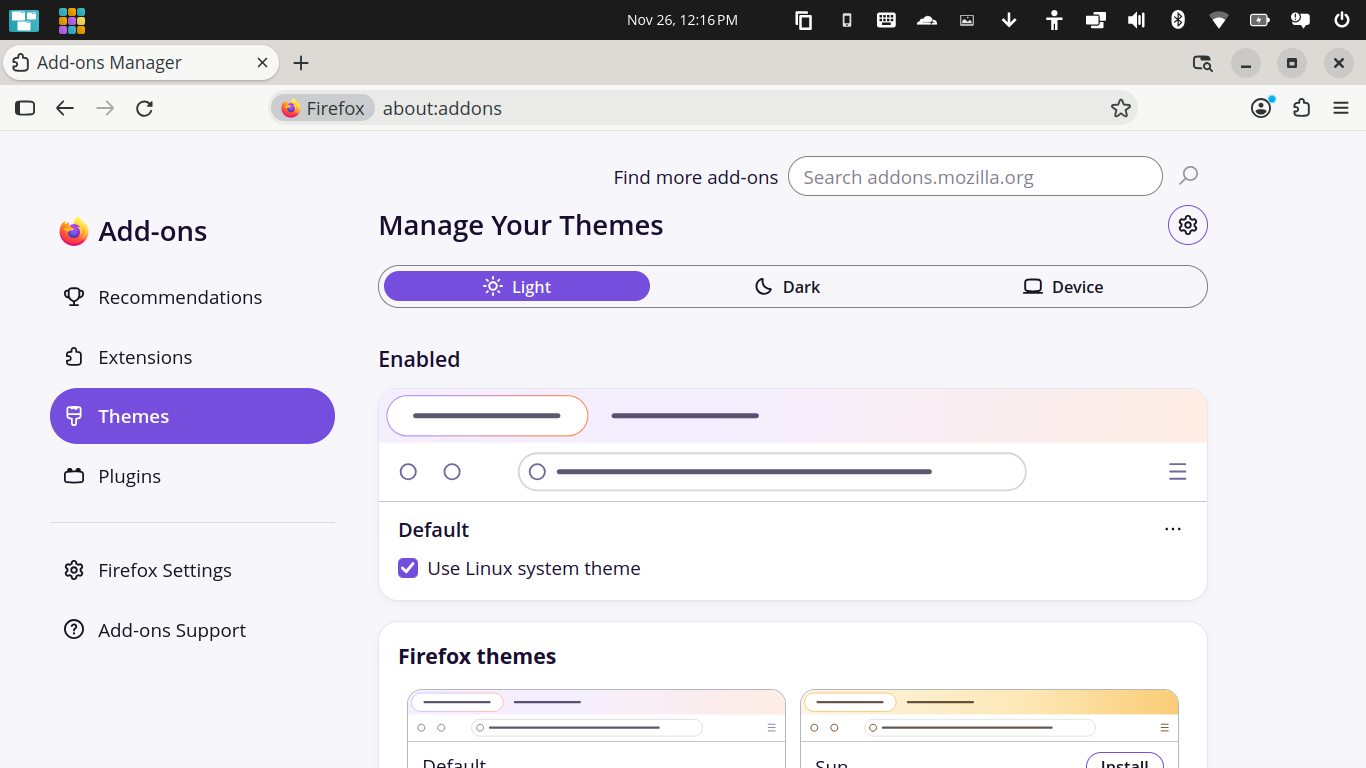 Nov 26, 12:16 PM
Add-ons Manager
Firefox
about:addons
Find more add-ons
Search addons.mozilla.org
Add-ons
Manage Your Themes
Recommendations
Light
Dark
Device
Extensions
Enabled
Themes
Plugins
Default
Use Linux system theme
Firefox Settings
Add-ons Support
Firefox themes
Default
Sun
Install